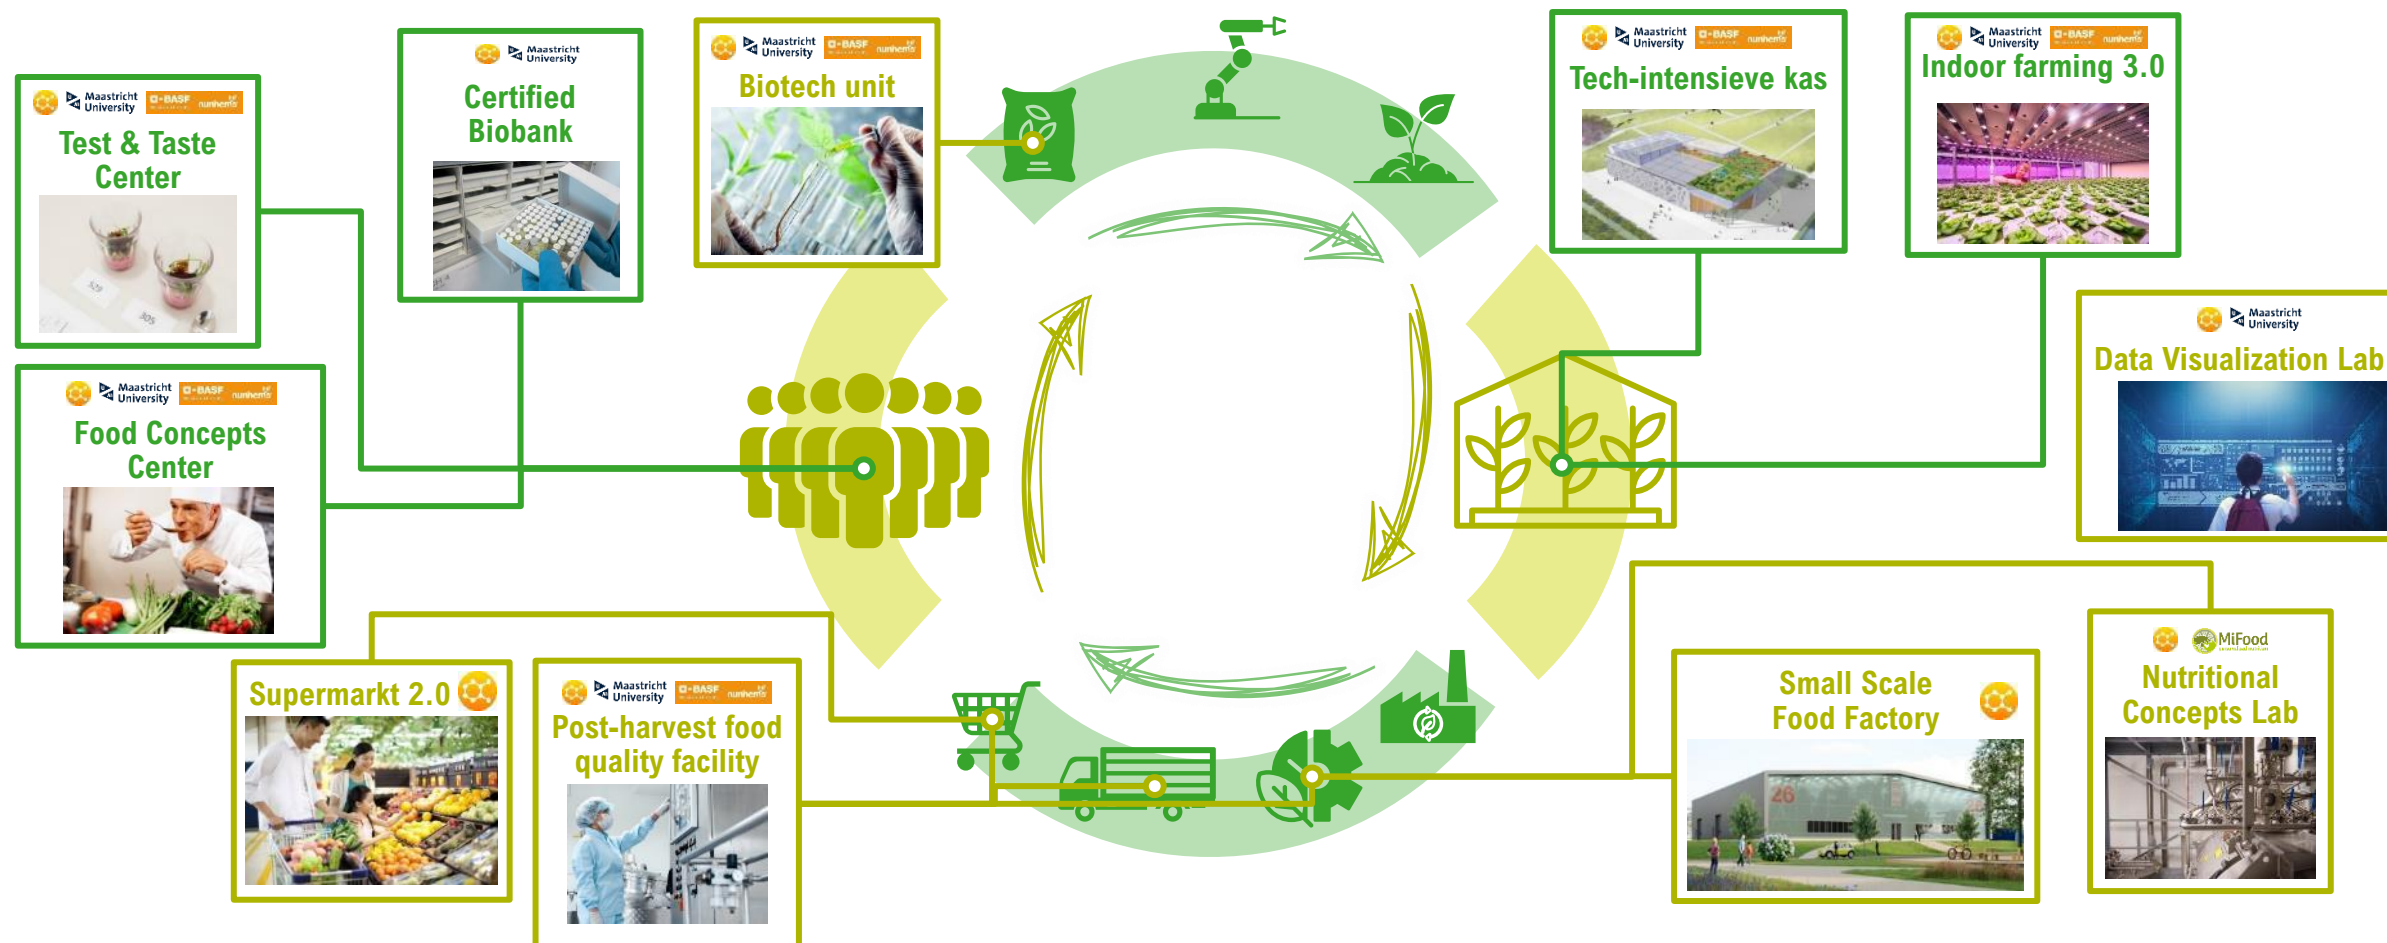 Maastricht
University
BASF
nunhems
Test & Taste
Center
529
305
Maastricht
University
Certified
Biobank
Maastricht
University
BASF
nunhems
Biotech unit
Maastricht
University
BASF
nunhems
Tech-intensieve kas
Maastricht
University
BASF
nunhems
Indoor farming 3.0
Maastricht
University
Data Visualization Lab
Maastricht
University
BASF
nunhems
Food Concepts
Center
Supermarkt 2.0
Maastricht
University
BASF
nunhems
Post-harvest food
quality facility
Small Scale
Food Factory
26
MiFood
Nutritional
Concepts Lab